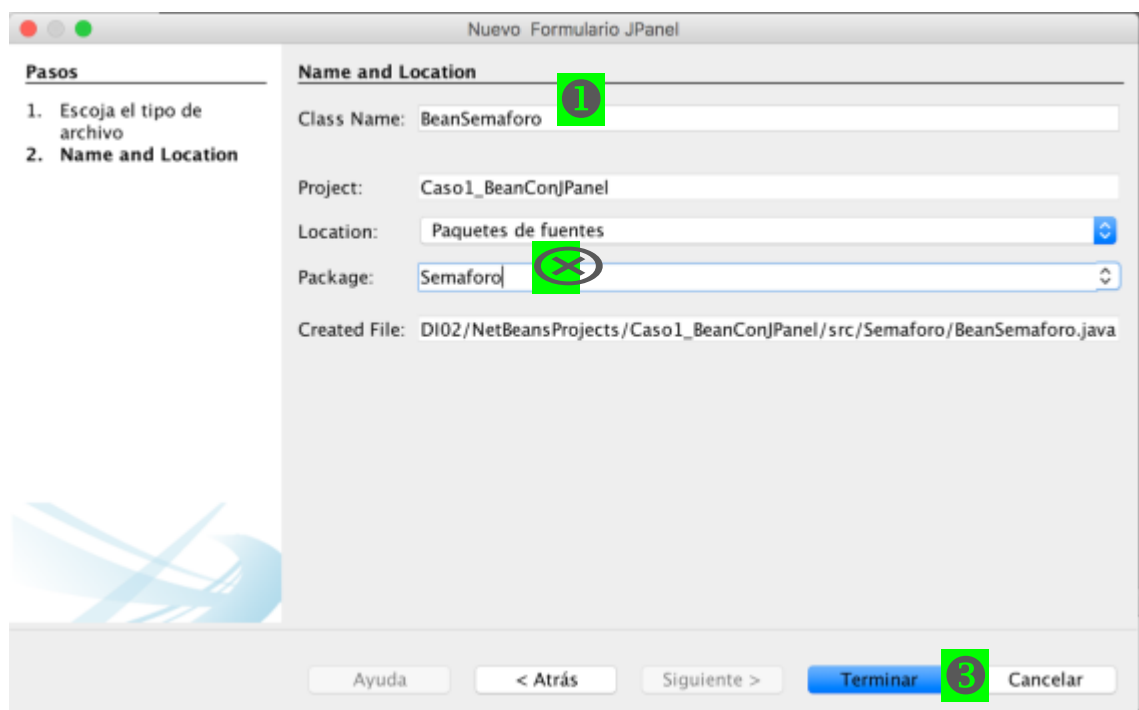 Nuevo Formulario JPanel
Pasos
1. Escoja el tipo de
archivo
2. Name and Location
Name and Location
❶
Class Name: BeanSemaforo
Project: Caso1_BeanConJPanel
Location: Paquetes de fuentes
Package: Semaforo
Created File: DI02/NetBeansProjects/Caso1_BeanConJPanel/src/Semaforo/BeanSemaforo.java
Ayuda
< Atrás
Siguiente >
Terminar
❸
Cancelar